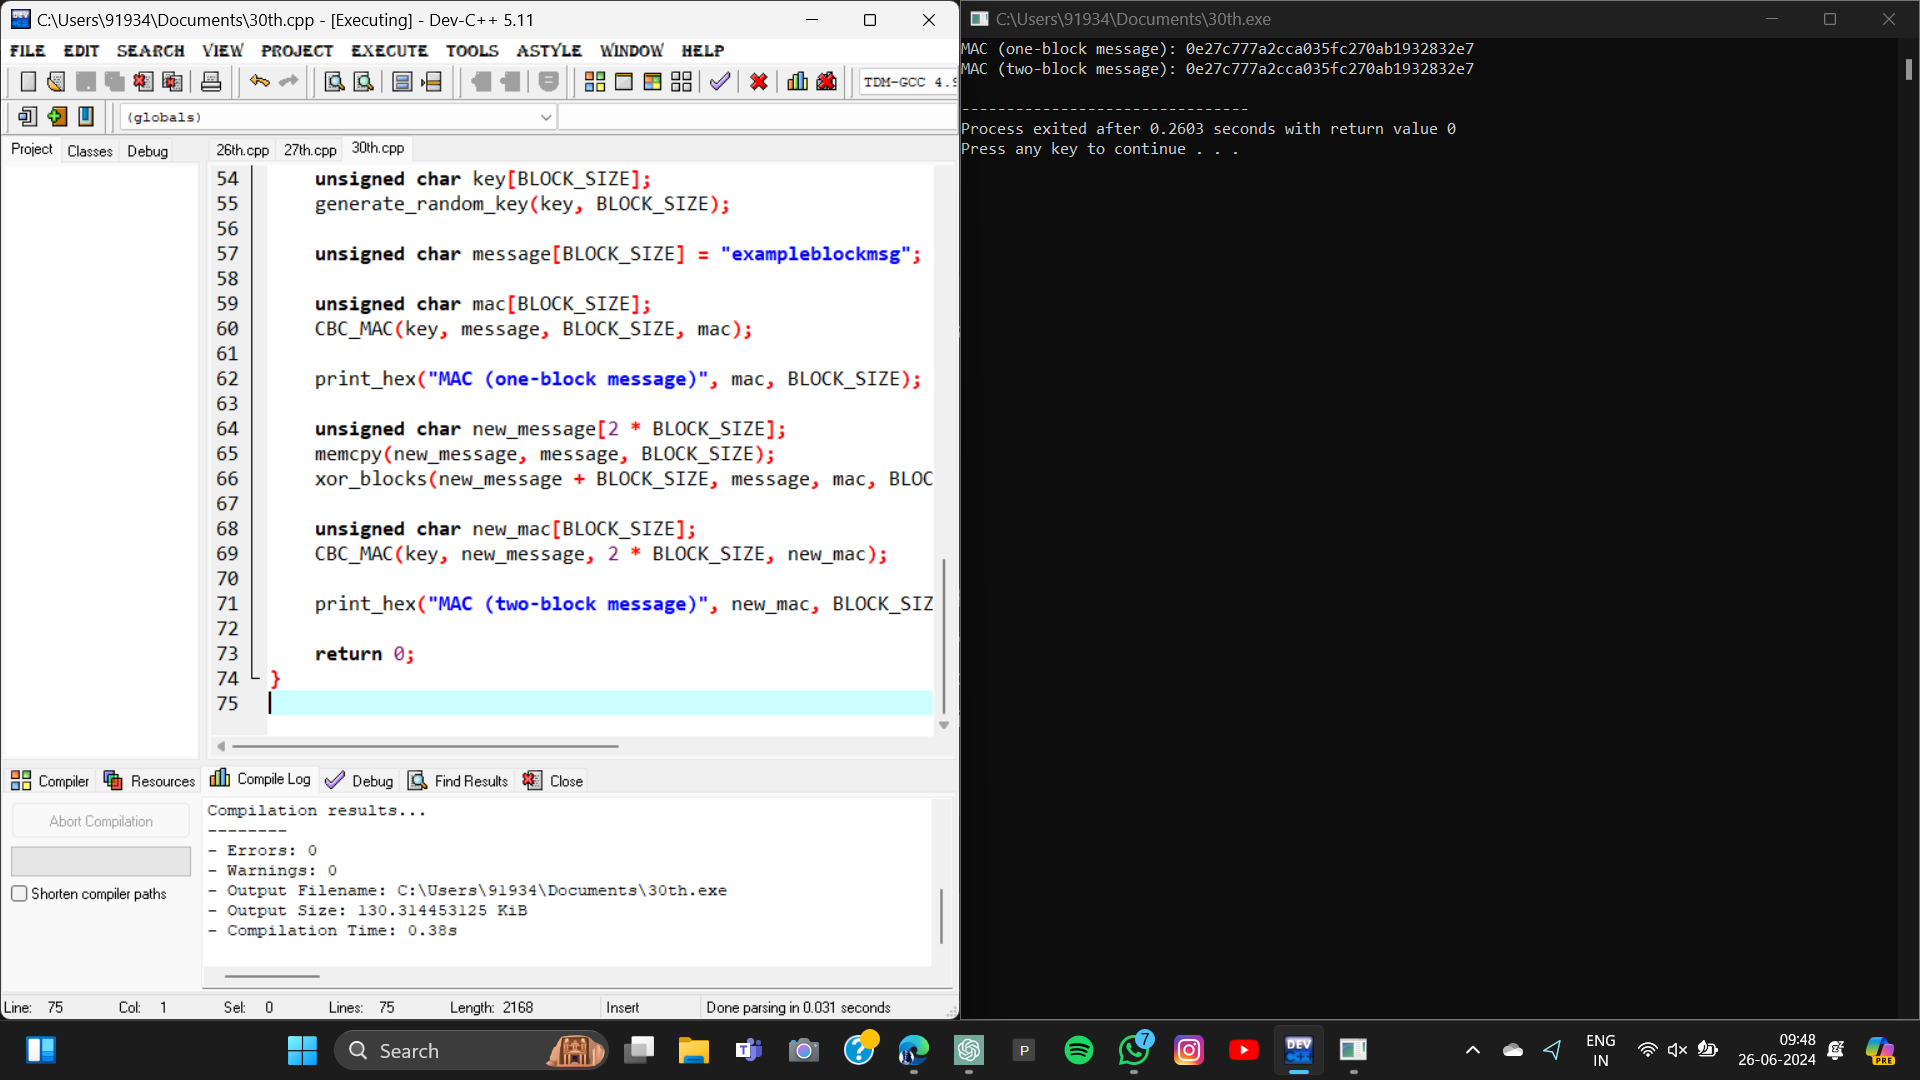 C:\Users\91934\Documents\30th.cpp - [Executing] - Dev-C++ 5.11
FILE EDIT SEARCH VIEW PROJECT EXECUTE TOOLS ASTYLE WINDOW HELP
TDM-GCC 4.9
(globals)
Project Classes Debug
26th.cpp 27th.cpp 30th.cpp
54 unsigned char key[BLOCK_SIZE];
55 generate_random_key(key, BLOCK_SIZE);
56
57 unsigned char message[BLOCK_SIZE] = "exampleblockmsg";
58
59 unsigned char mac[BLOCK_SIZE];
60 CBC_MAC(key, message, BLOCK_SIZE, mac);
61
62 print_hex("MAC (one-block message)", mac, BLOCK_SIZE);
63
64 unsigned char new_message[2 * BLOCK_SIZE];
65 memcpy(new_message, message, BLOCK_SIZE);
66 xor_blocks(new_message + BLOCK_SIZE, message, mac, BLOC
67
68 unsigned char new_mac[BLOCK_SIZE];
69 CBC_MAC(key, new_message, 2 * BLOCK_SIZE, new_mac);
70
71 print_hex("MAC (two-block message)", new_mac, BLOCK_SIZ
72
73 return 0;
74 }
75
Compiler Resources Compile Log Debug Find Results Close
Abort Compilation
Shorten compiler paths
Compilation results...
--------
- Errors: 0
- Warnings: 0
- Output Filename: C:\Users\91934\Documents\30th.exe
- Output Size: 130.314453125 KiB
- Compilation Time: 0.38s
Line: 75 Col: 1 Sel: 0 Lines: 75 Length: 2168 Insert Done parsing in 0.031 seconds
C:\Users\91934\Documents\30th.exe
MAC (one-block message): 0e27c777a2cca035fc270ab1932832e7
MAC (two-block message): 0e27c777a2cca035fc270ab1932832e7
--------------------------------
Process exited after 0.2603 seconds with return value 0
Press any key to continue . . .
Search
P
7
DEV
C++
ENG
IN
09:48
26-06-2024
PRE